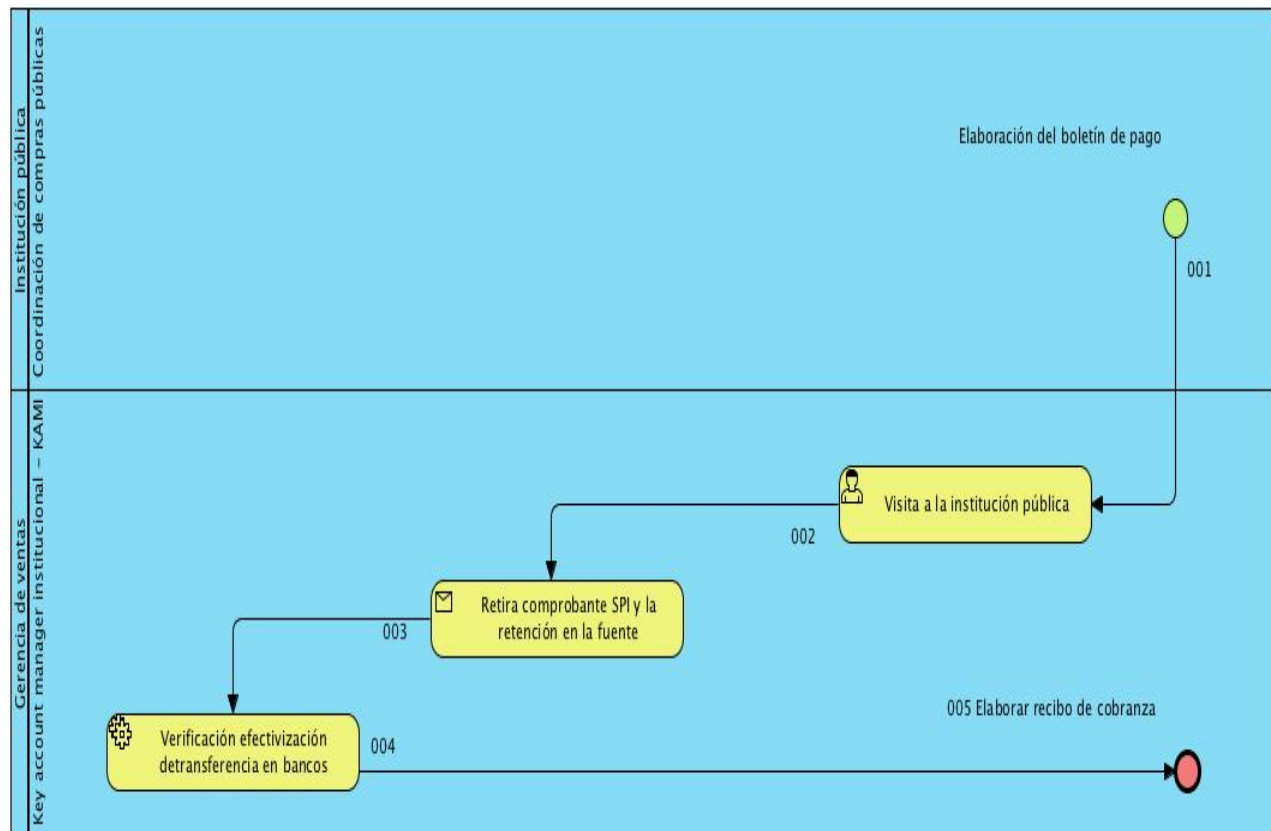 Institución pública
Coordinación de compras públicas
Elaboración del boletín de pago
001
Gerencia de ventas
Key account manager institucional – KAMI
Visita a la institución pública
002
Retira comprobante SPI y la
retención en la fuente
003
Verificación efectivización
detransferencia en bancos
004
005 Elaborar recibo de cobranza